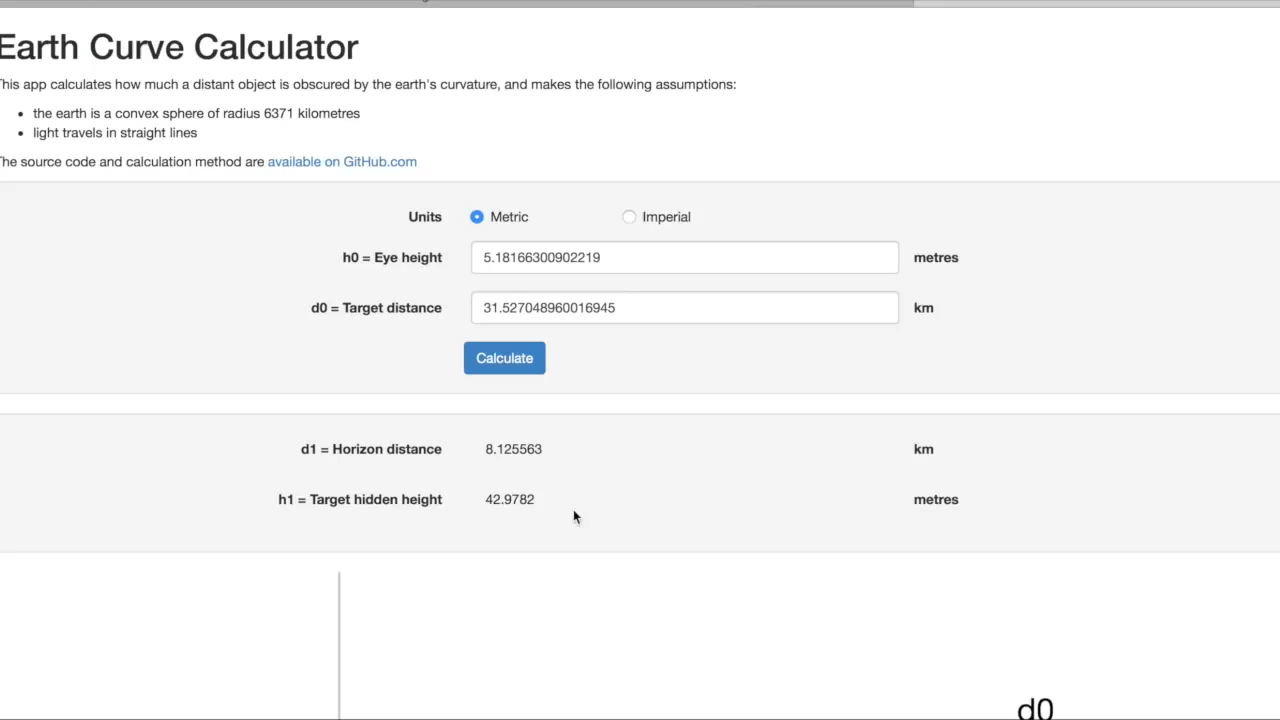 Earth Curve Calculator
This app calculates how much a distant object is obscured by the earth's curvature, and makes the following assumptions:
the earth is a convex sphere of radius 6371 kilometres
light travels in straight lines
The source code and calculation method are available on GitHub.com
Units Metric Imperial
h0 = Eye height 5.18166300902219 metres
d0 = Target distance 31.527048960016945 km
Calculate
d1 = Horizon distance 8.125563 km
h1 = Target hidden height 42.9782 metres
d0